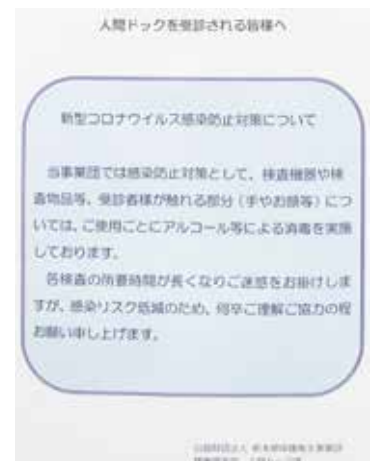 人間ドックを受診される皆様へ
新型コロナウイルス感染防止対策について
当事業団では感染防止対策として、検査機器や検
査物品等、受診者様が触れる部分(手やお顔等)につ
いては、ご使用ごとにアルコール等による消毒を実施
しております。
各検査の所要時間が長くなりご迷惑をお掛けしま
すが、感染リスク低減のため、何卒ご理解ご協力の程
お願い申し上げます。
公益財団法人